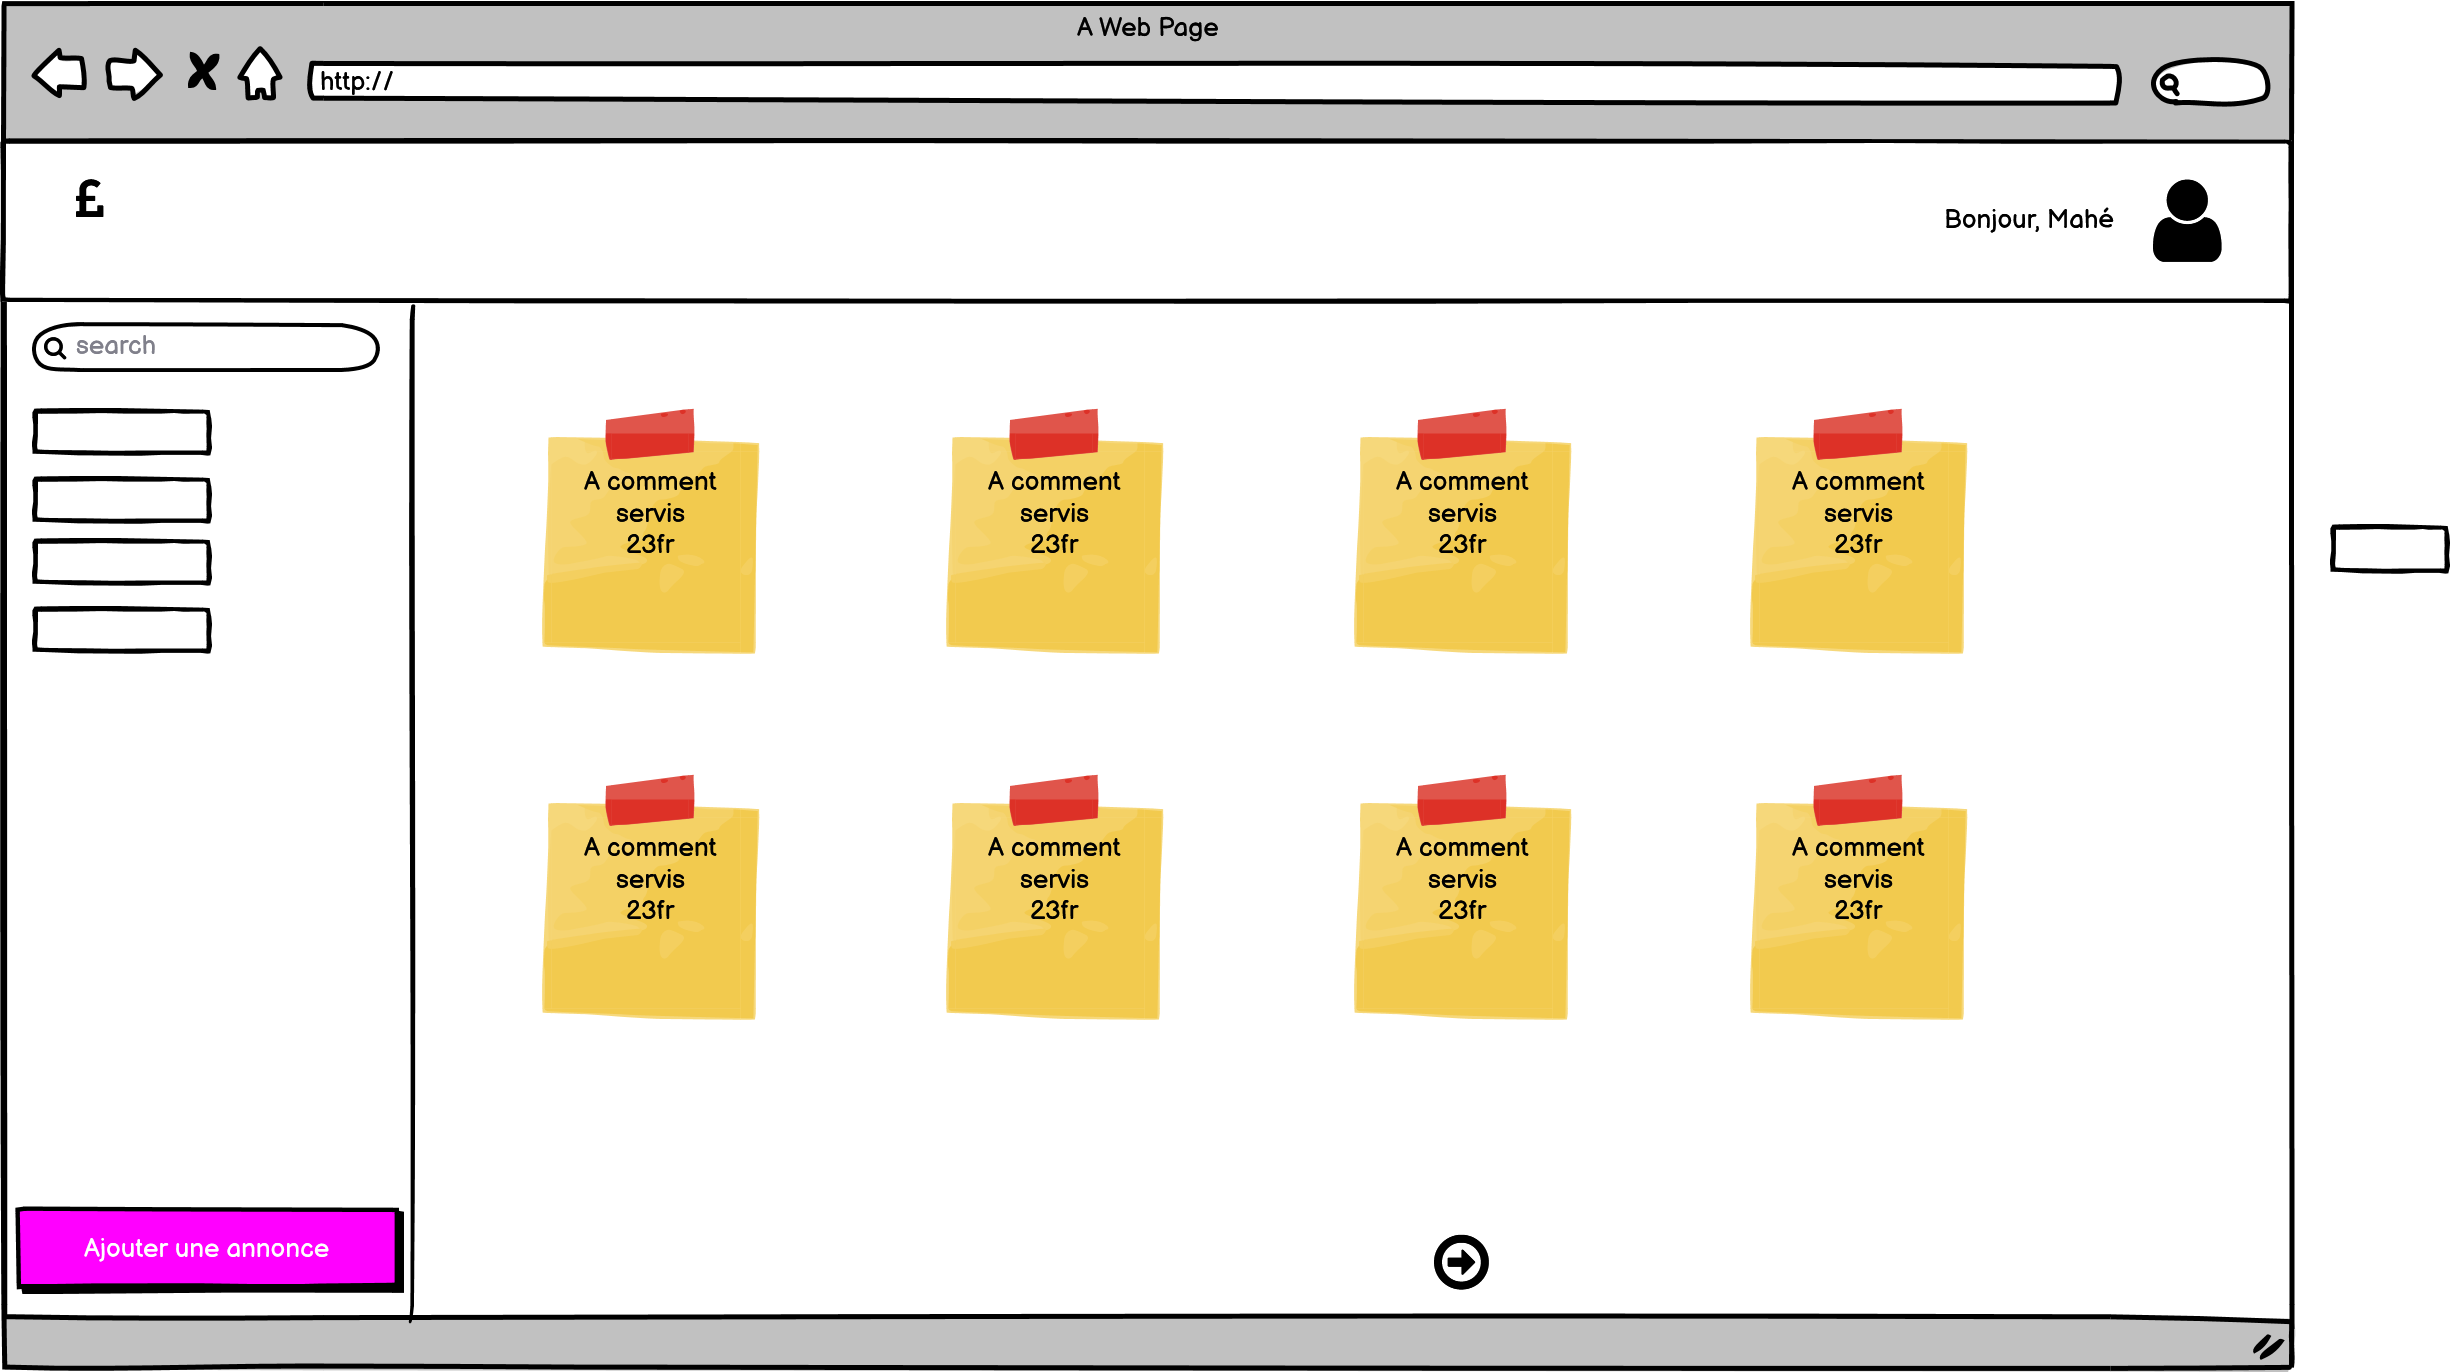 A Web Page
http://
£
Bonjour, Mahé
search
A comment
servis
23fr
A comment
servis
23fr
A comment
servis
23fr
A comment
servis
23fr
A comment
servis
23fr
A comment
servis
23fr
A comment
servis
23fr
A comment
servis
23fr
Ajouter une annonce